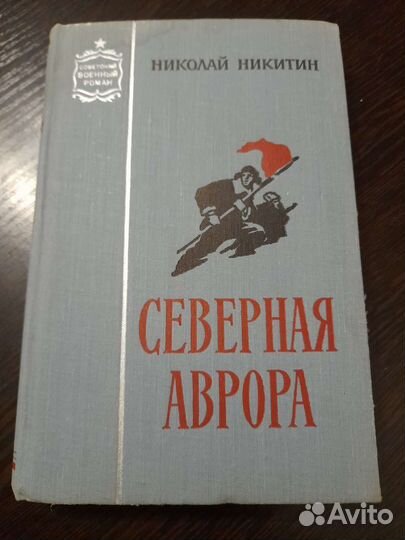 СОВЕТСКИЙ
ВОЕННЫЙ
РОМАН
НИКОЛАЙ НИКИТИН
СЕВЕРНАЯ
АВРОРА
Avito